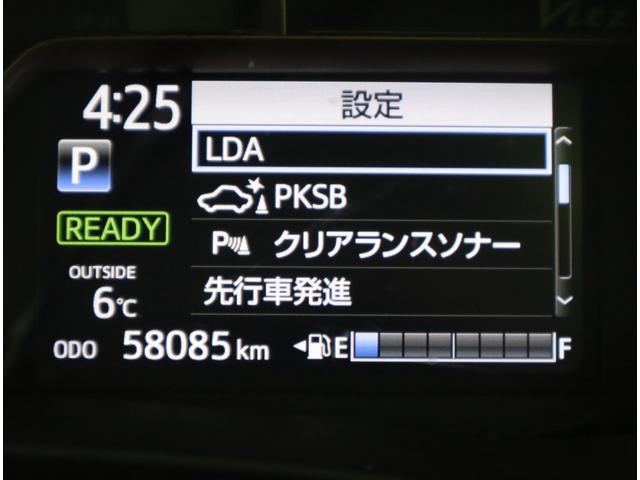 Vitz
4:25
設定
LDA
P
PKSB
READY
P クリアランスソナー
OUTSIDE
6℃
先行車発進
ODO 58085 km
E F